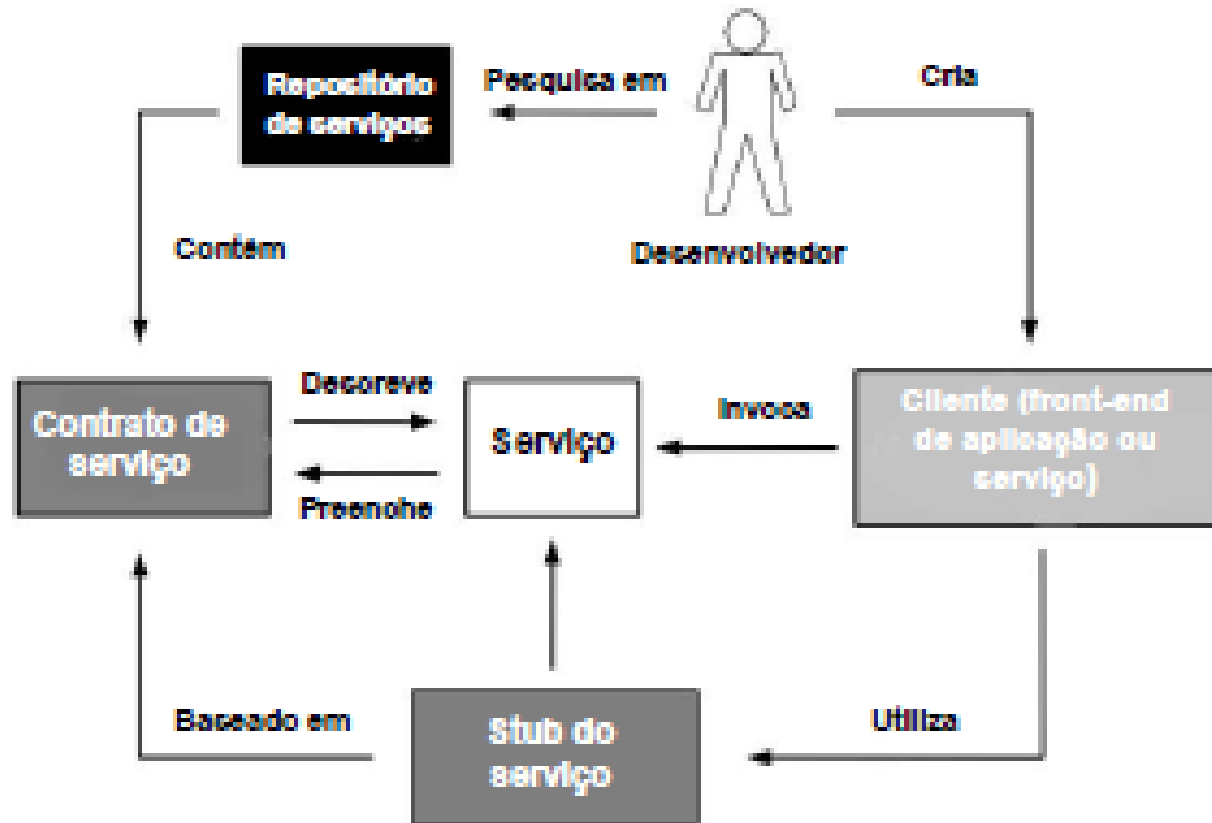 Repositório
de serviços
Pesquisa em
Cria
Contém
Desenvolvedor
Contrato de
serviço
Descreve
Preenche
Serviço
Invoca
Cliente (front-end
de aplicação ou
serviço)
Baseado em
Stub do
serviço
Utiliza